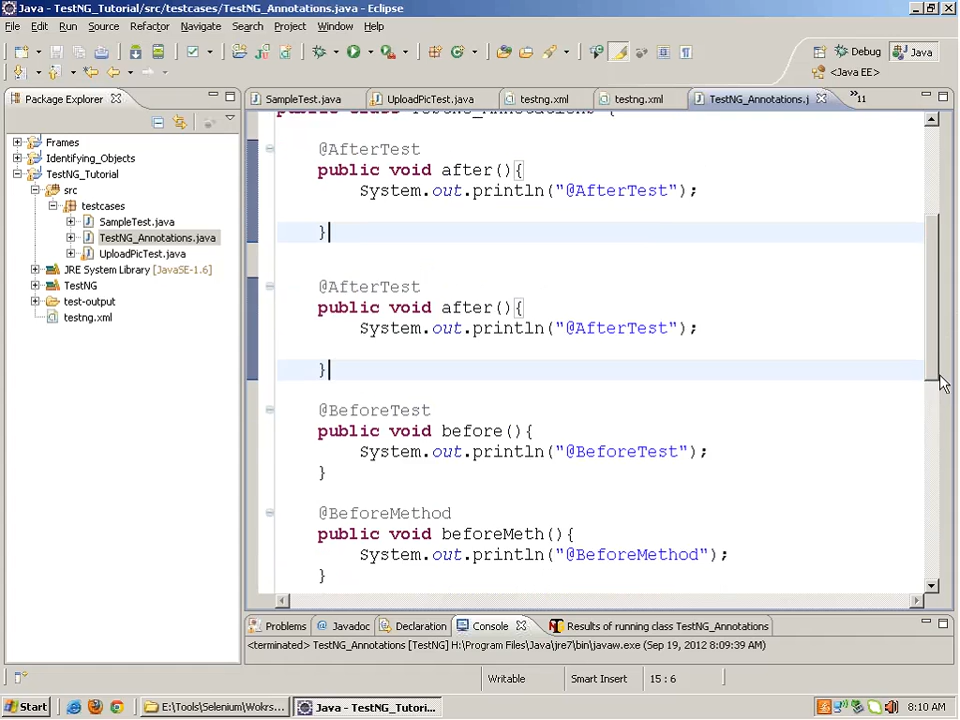 Java - TestNG_Tutorial/src/testcases/TestNG_Annotations.java - Eclipse
File Edit Run Source Refactor Navigate Search Project Window Help
Debug Java
<Java EE>
Package Explorer
SampleTest.java UploadPicTest.java testng.xml testng.xml TestNG_Annotations.j »11
Frames
Identifying_Objects
TestNG_Tutorial
src
testcases
SampleTest.java
TestNG_Annotations.java
UploadPicTest.java
JRE System Library [JavaSE-1.6]
TestNG
test-output
testng.xml
@AfterTest
public void after(){
System.out.println("@AfterTest");
}
@AfterTest
public void after(){
System.out.println("@AfterTest");
}
@BeforeTest
public void before(){
System.out.println("@BeforeTest");
}
@BeforeMethod
public void beforeMeth(){
System.out.println("@BeforeMethod");
}
Problems Javadoc Declaration Console Results of running class TestNG_Annotations
<terminated> TestNG_Annotations [TestNG] H:\Program Files\Java\jre7\bin\javaw.exe (Sep 19, 2012 8:09:39 AM)
Writable Smart Insert 15 : 6
Start E:\Tools\Selenium\Wokrs... Java - TestNG_Tutori... 8:10 AM